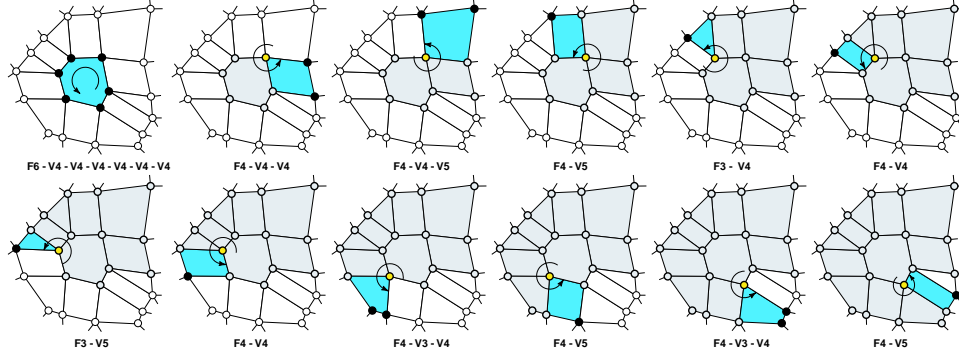 F6 - V4 - V4 - V4 - V4 - V4 - V4
F4 - V4 - V4
F4 - V4 - V5
F4 - V5
F3 - V4
F4 - V4
F3 - V5
F4 - V4
F4 - V3 - V4
F4 - V5
F4 - V3 - V4
F4 - V5